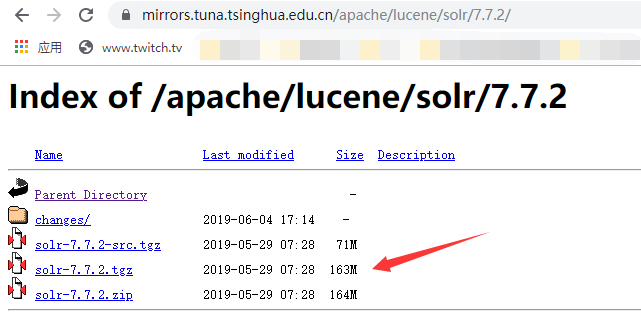 mirrors.tuna.tsinghua.edu.cn/apache/lucene/solr/7.7.2/
应用 www.twitch.tv
Index of /apache/lucene/solr/7.7.2
Name Last modified Size Description
Parent Directory -
changes/ 2019-06-04 17:14 -
solr-7.7.2-src.tgz 2019-05-29 07:28 71M
solr-7.7.2.tgz 2019-05-29 07:28 163M
solr-7.7.2.zip 2019-05-29 07:28 164M